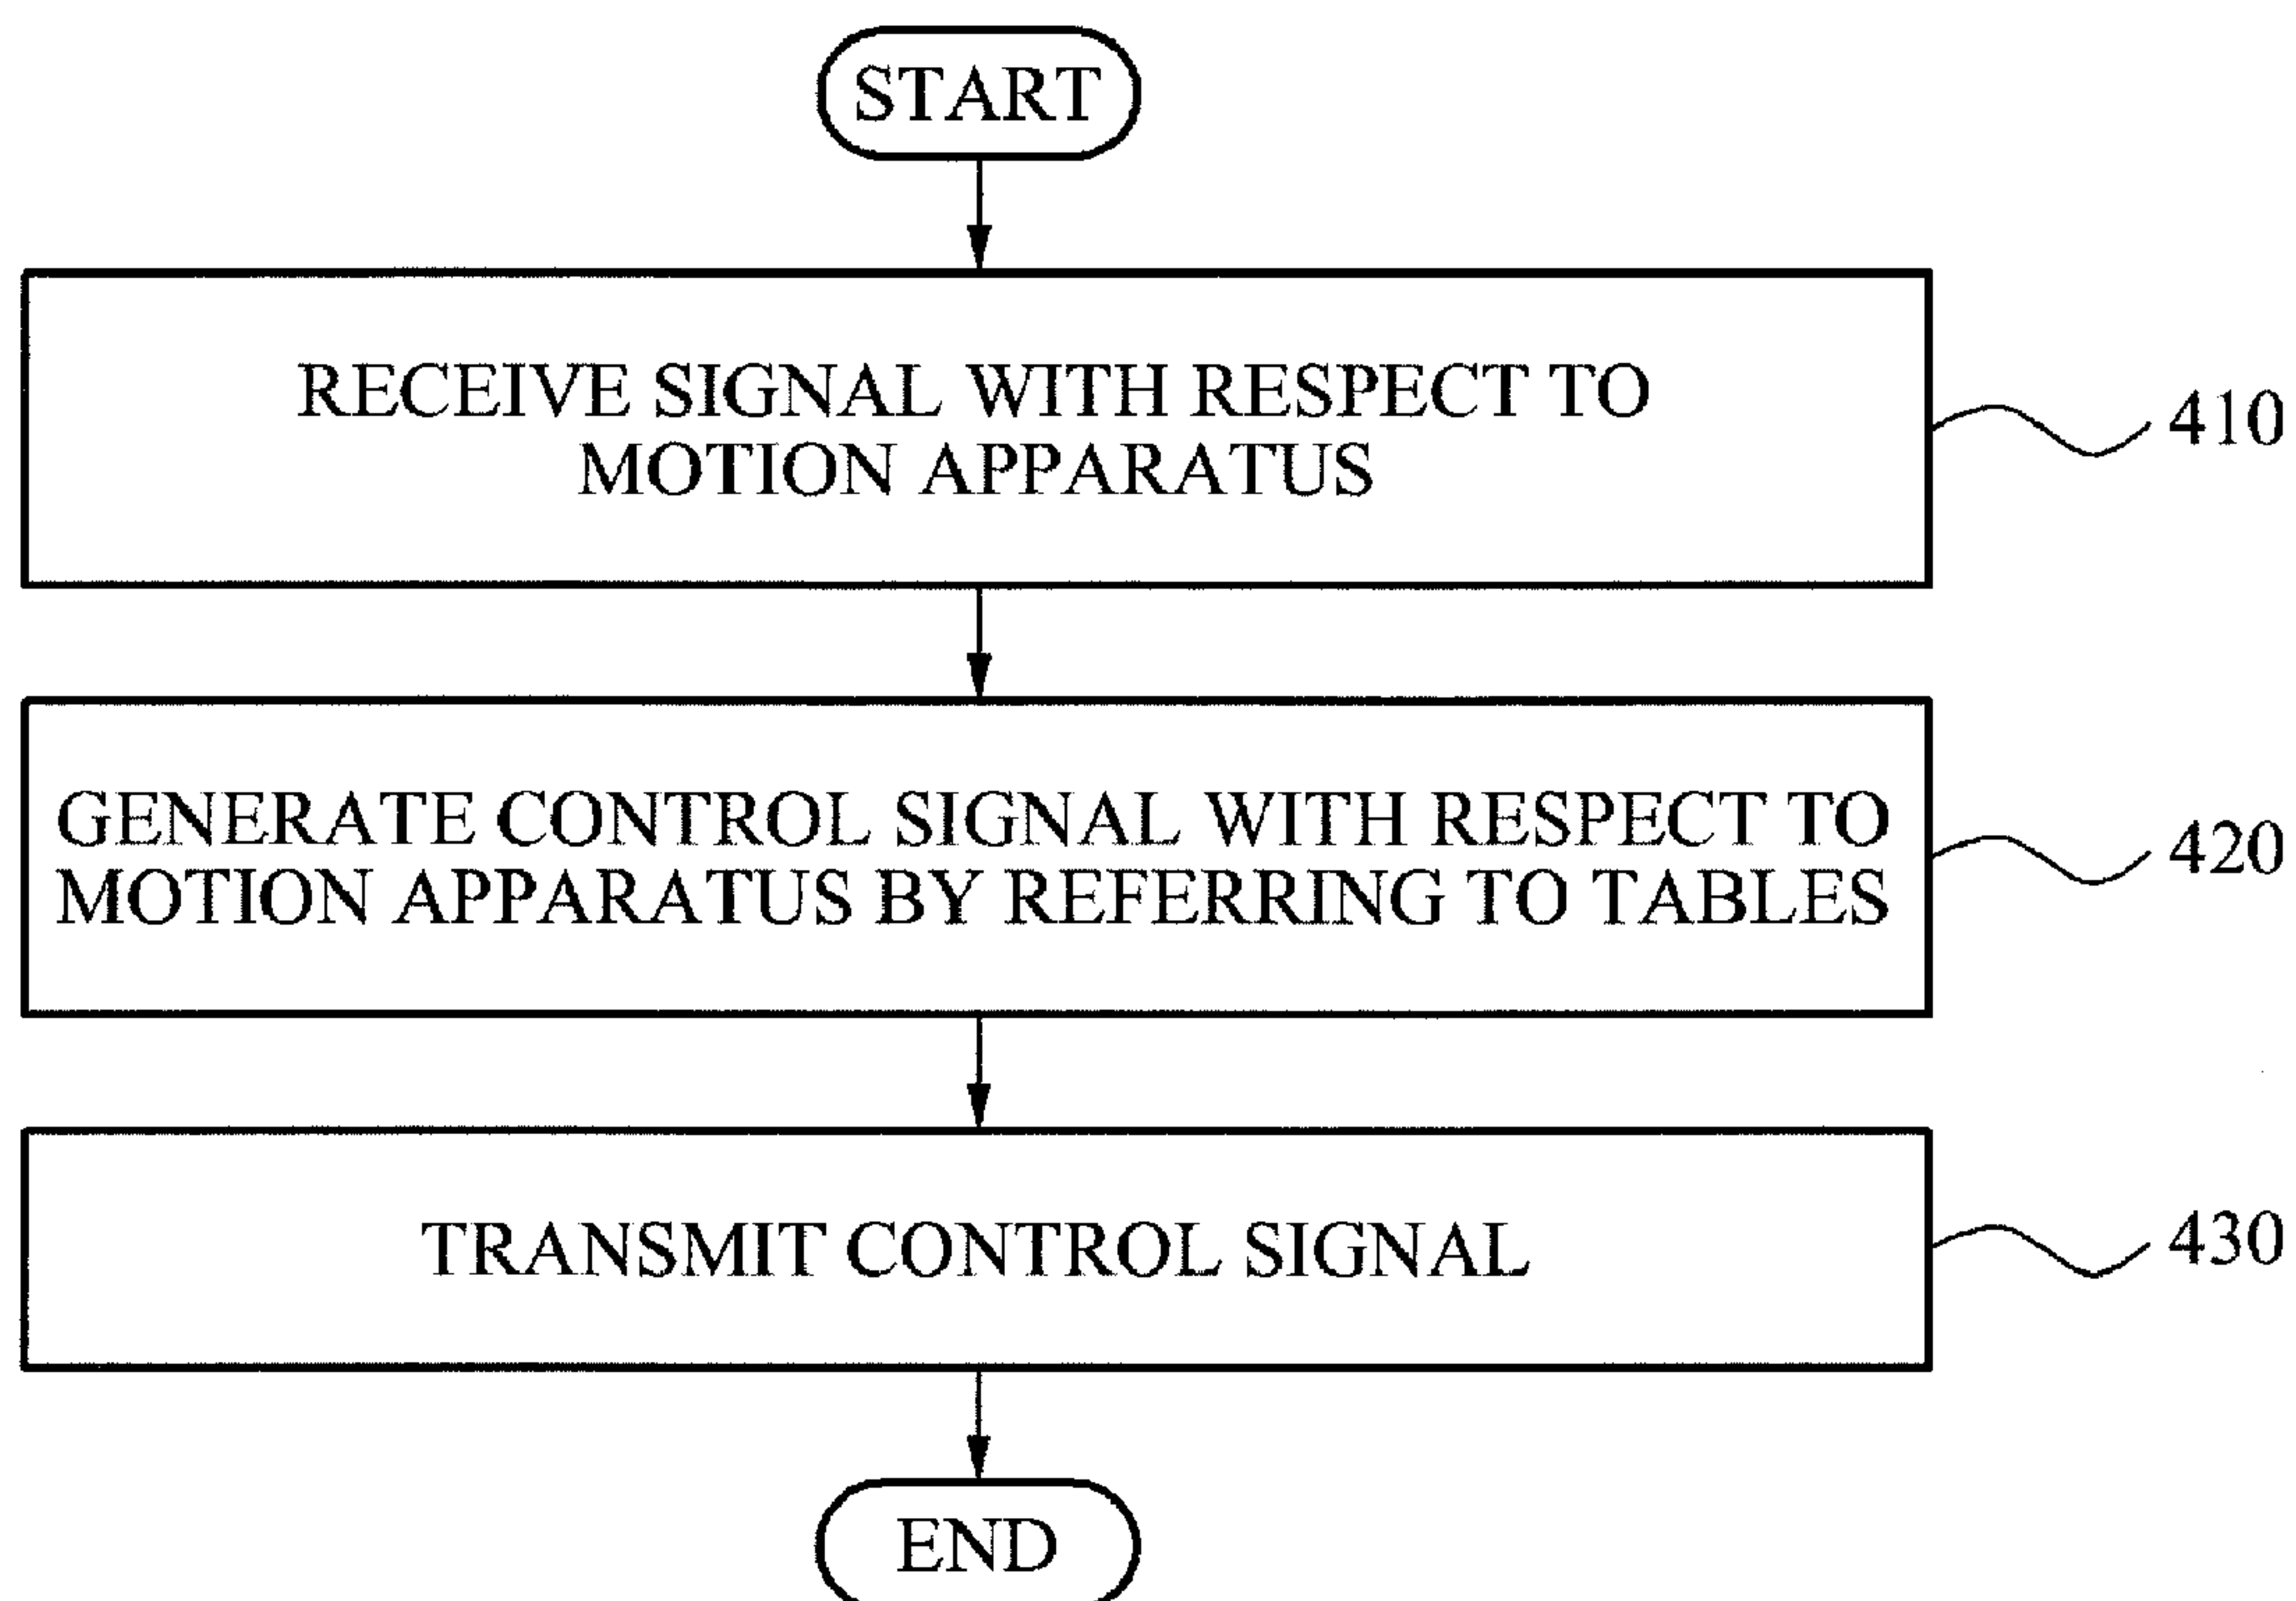 START
RECEIVE SIGNAL WITH RESPECT TO
MOTION APPARATUS
410
GENERATE CONTROL SIGNAL WITH RESPECT TO
MOTION APPARATUS BY REFERRING TO TABLES
420
TRANSMIT CONTROL SIGNAL
430
END